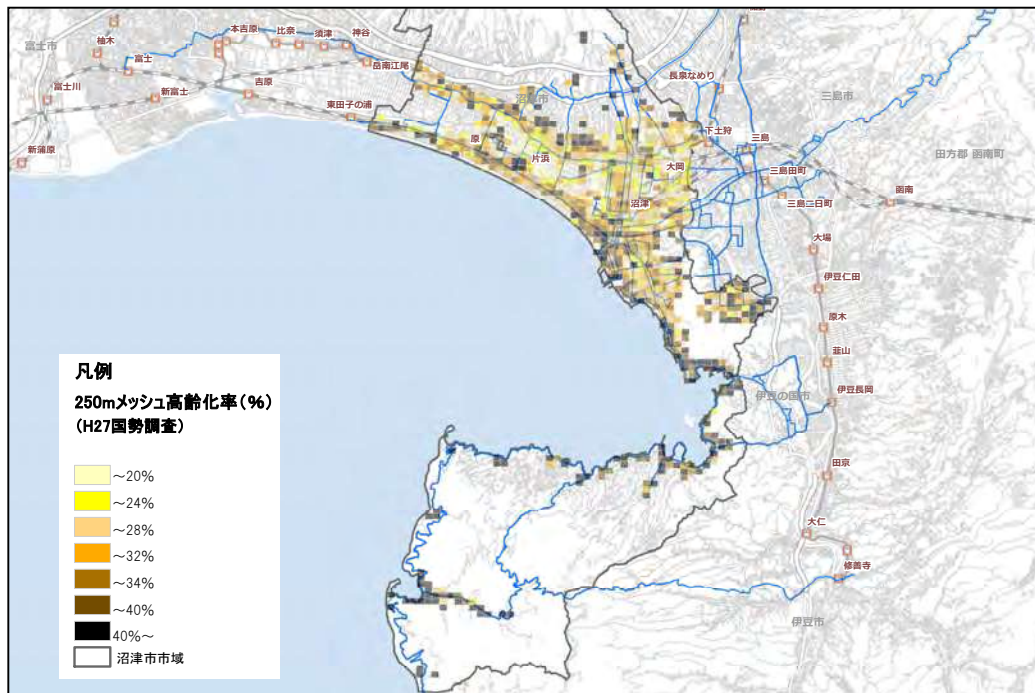 富士市
柚木
本吉原
比奈
須津
神谷
岳南江尾
富士
富士川
新富士
吉原
東田子の浦
新蒲原
沼津市
長泉なめり
三島市
原
片浜
大岡
下土狩
三島
田方郡 函南町
三島田町
沼津
三島二日町
函南
大場
伊豆仁田
原木
韮山
伊豆の国市
伊豆長岡
田京
大仁
修善寺
伊豆市
凡例
250mメッシュ高齢化率(%)
(H27国勢調査)
~20%
~24%
~28%
~32%
~34%
~40%
40%~
沼津市市域